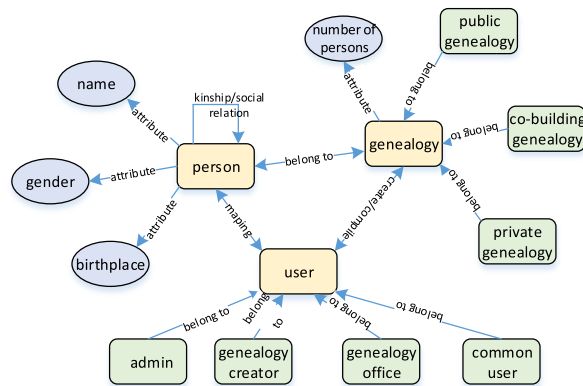 public
genealogy
number of
persons
name
kinship/social
relation
attribute
belong to
attribute
co-building
genealogy
belong to
genealogy
person
belong to
attribute
gender
attribute
belong to
create/compile
maping
private
genealogy
birthplace
user
belong to
belong
to
belong to
belong to
admin
genealogy
creator
genealogy
office
common
user